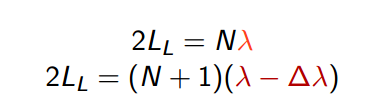 2L_L = Nλ
2L_L = (N + 1)(λ − Δλ)